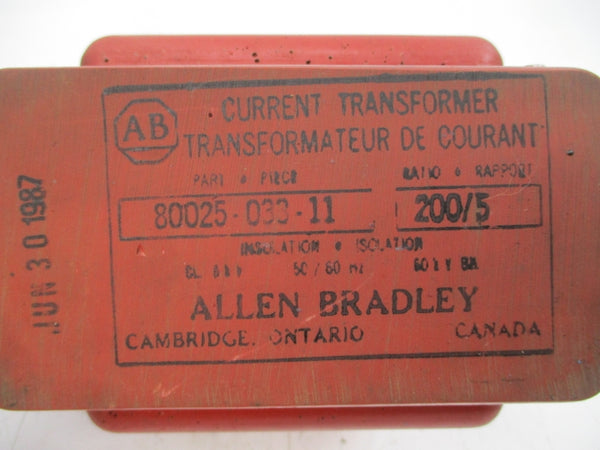 AB
CURRENT TRANSFORMER
TRANSFORMATEUR DE COURANT
PART • PIECE
RATIO • RAPPORT
80025-033-11
200/5
INSULATION • ISOLATION
50/60 Hz
ALLEN BRADLEY
CAMBRIDGE, ONTARIO CANADA
JUN 30 1987